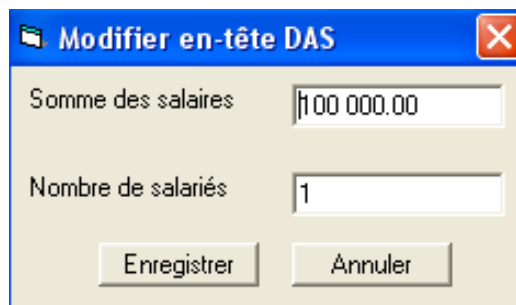 Modifier en-tête DAS
Somme des salaires 100 000.00
Nombre de salariés 1
Enregistrer Annuler